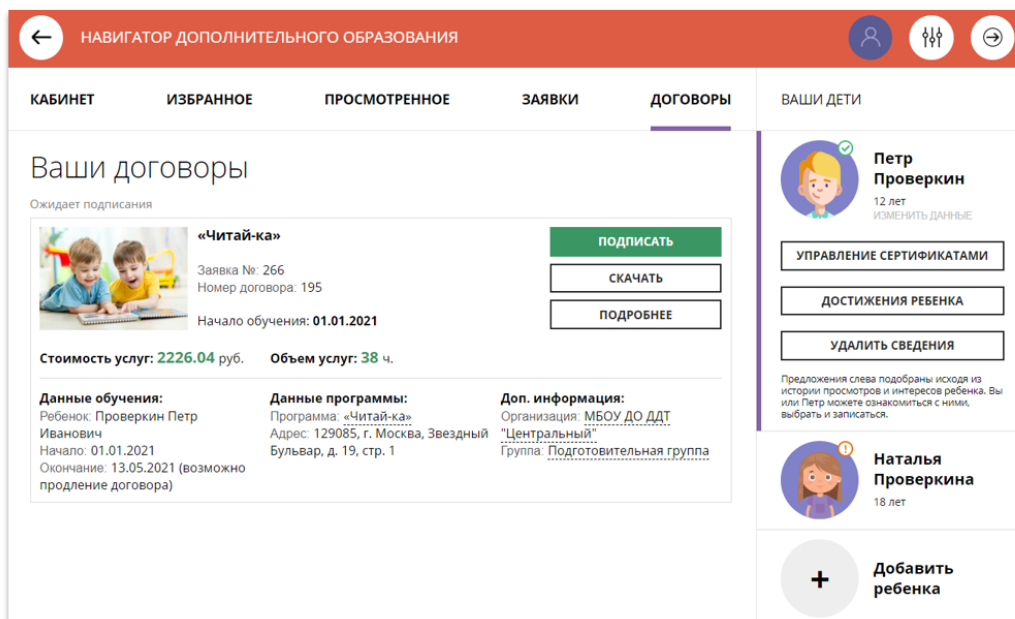 НАВИГАТОР ДОПОЛНИТЕЛЬНОГО ОБРАЗОВАНИЯ
КАБИНЕТ ИЗБРАННОЕ ПРОСМОТРЕННОЕ ЗАЯВКИ ДОГОВОРЫ
Ваши договоры
Ожидает подписания
«Читай-ка»
Заявка №: 266
Номер договора: 195
Начало обучения: 01.01.2021
ПОДПИСАТЬ
СКАЧАТЬ
ПОДРОБНЕЕ
Стоимость услуг: 2226.04 руб. Объем услуг: 38 ч.
Данные обучения:
Ребенок: Проверкин Петр
Иванович
Начало: 01.01.2021
Окончание: 13.05.2021 (возможно
продление договора)
Данные программы:
Программа: «Читай-ка»
Адрес: 129085, г. Москва, Звездный
Бульвар, д. 19, стр. 1
Доп. информация:
Организация: МБОУ ДО ДДТ
"Центральный"
Группа: Подготовительная группа
ВАШИ ДЕТИ
Петр
Проверкин
12 лет
ИЗМЕНИТЬ ДАННЫЕ
УПРАВЛЕНИЕ СЕРТИФИКАТАМИ
ДОСТИЖЕНИЯ РЕБЕНКА
УДАЛИТЬ СВЕДЕНИЯ
Предложения слева подобраны исходя из
истории просмотров и интересов ребенка. Вы
или Петр можете ознакомиться с ними,
выбрать и записаться.
Наталья
Проверкина
18 лет
Добавить
ребенка